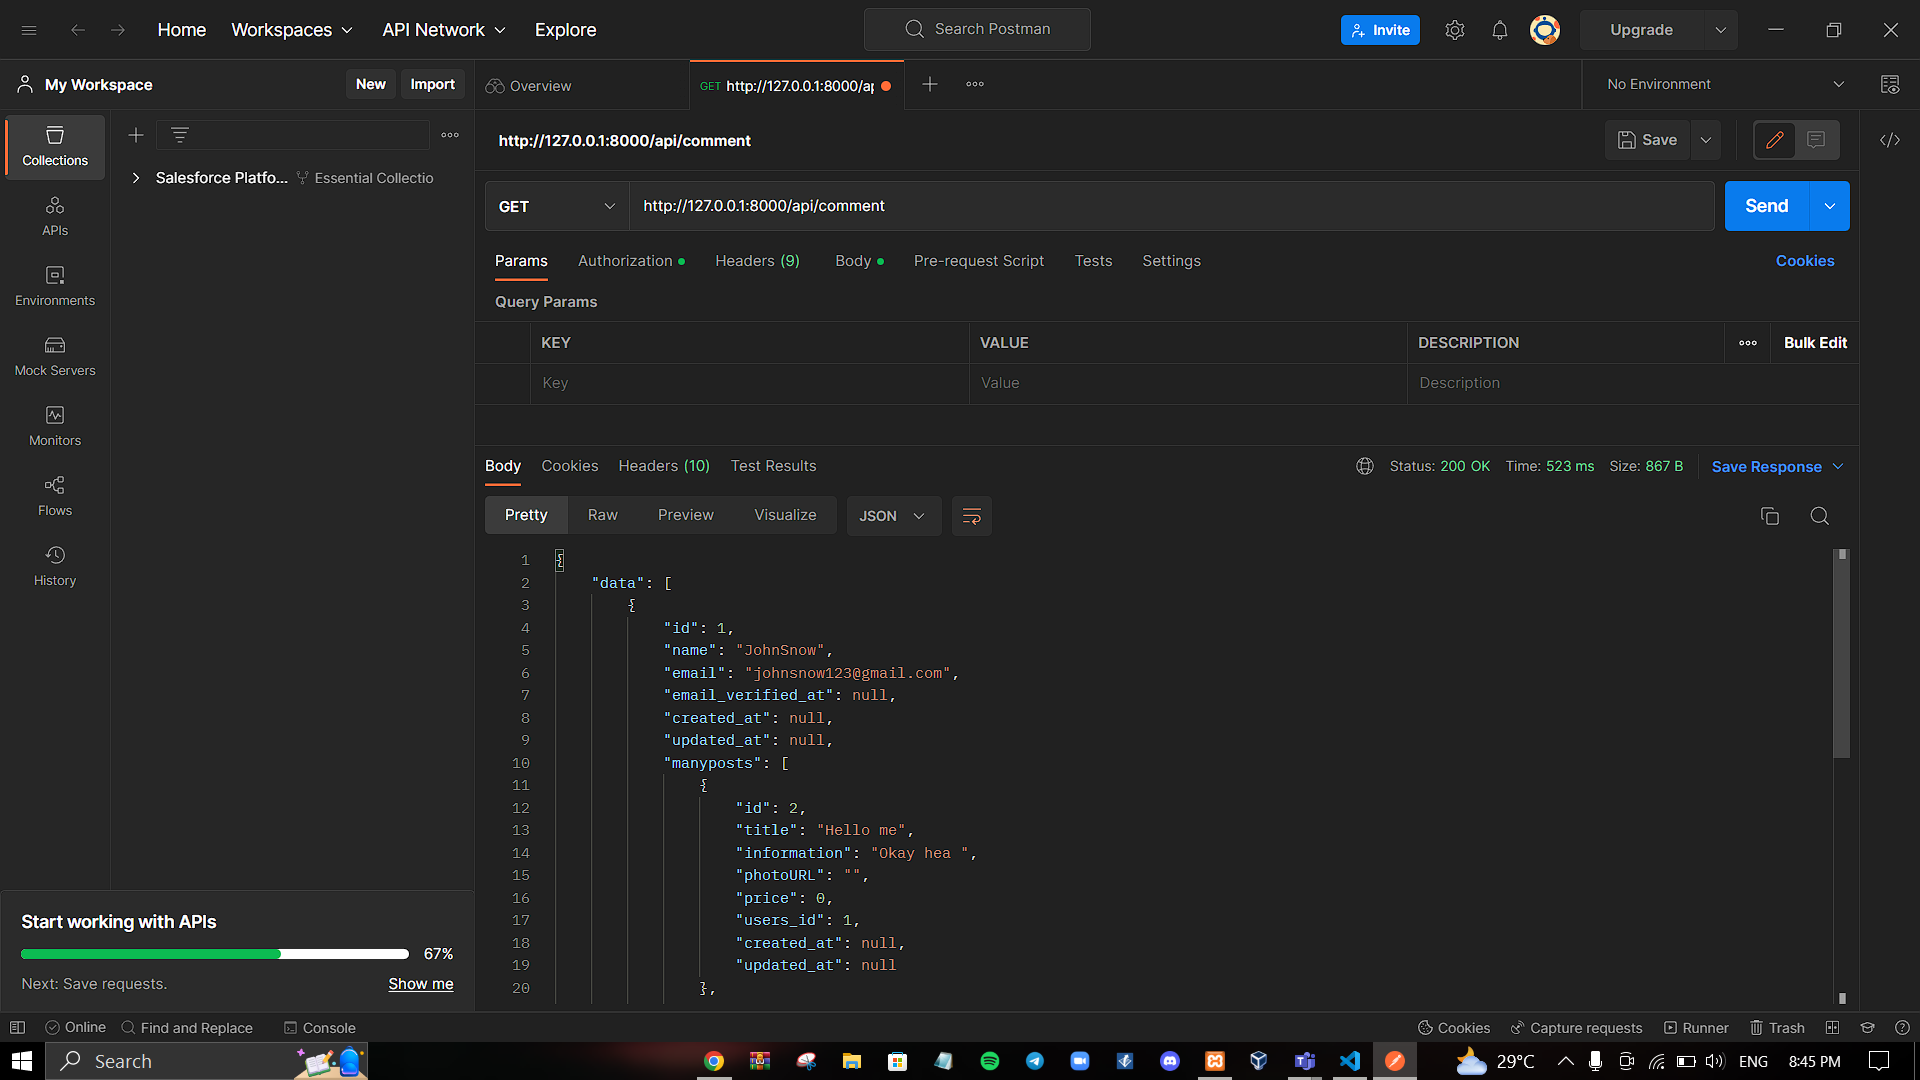 Home Workspaces API Network Explore Search Postman Invite Upgrade
My Workspace New Import Overview GET http://127.0.0.1:8000/ap No Environment
Collections
Salesforce Platfo... Essential Collectio
APIs
Environments
Mock Servers
Monitors
Flows
History
http://127.0.0.1:8000/api/comment Save
GET http://127.0.0.1:8000/api/comment Send
Params Authorization Headers (9) Body Pre-request Script Tests Settings Cookies
Query Params
KEY VALUE DESCRIPTION Bulk Edit
Key Value Description
Body Cookies Headers (10) Test Results Status: 200 OK Time: 523 ms Size: 867 B Save Response
Pretty Raw Preview Visualize JSON
1 {
2 "data": [
3 {
4 "id": 1,
5 "name": "JohnSnow",
6 "email": "johnsnow123@gmail.com",
7 "email_verified_at": null,
8 "created_at": null,
9 "updated_at": null,
10 "manyposts": [
11 {
12 "id": 2,
13 "title": "Hello me",
14 "information": "Okay hea ",
15 "photoURL": "",
16 "price": 0,
17 "users_id": 1,
18 "created_at": null,
19 "updated_at": null
20 },
Start working with APIs
67%
Next: Save requests. Show me
Online Find and Replace Console Cookies Capture requests Runner Trash
Search 29°C ENG 8:45 PM